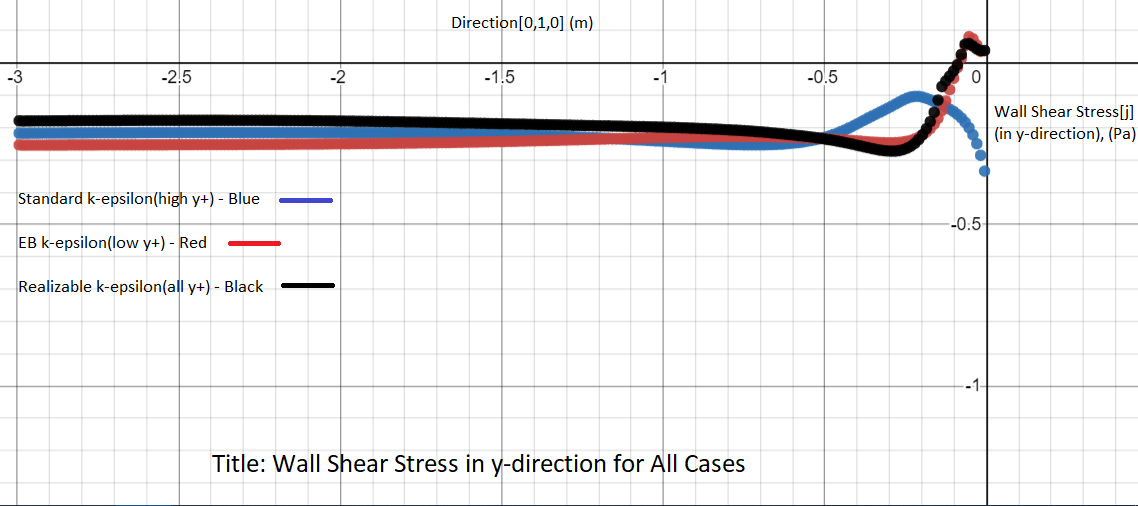 Direction[0,1,0] (m)
-3 -2.5 -2 -1.5 -1 -0.5 0
Wall Shear Stress[j]
(in y-direction), (Pa)
Standard k-epsilon(high y+) - Blue
-0.5
EB k-epsilon(low y+) - Red
Realizable k-epsilon(all y+) - Black
-1
Title: Wall Shear Stress in y-direction for All Cases